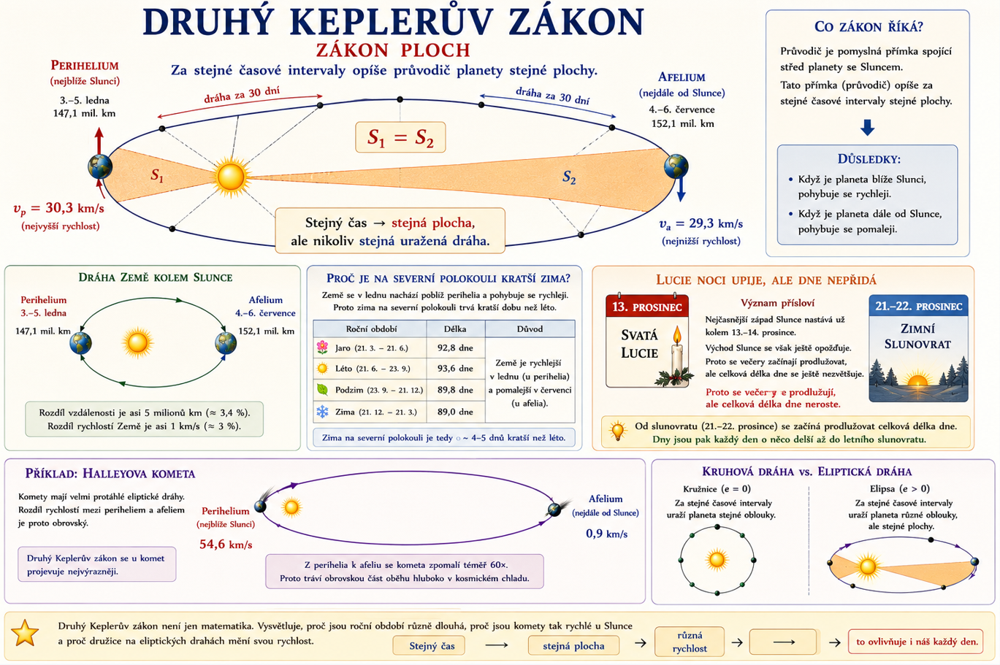 DRUHÝ KEPLERŮV ZÁKON
ZÁKON PLOCH
Za stejné časové intervaly opíše průvodič planety stejné plochy.
PERIHELIUM
(nejblíže Slunci)
3.–5. ledna
147,1 mil. km
dráha za 30 dní
dráha za 30 dní
AFELIUM
(nejdále od Slunce)
4.–6. července
152,1 mil. km
S₁ = S₂
S₁
S₂
vₚ = 30,3 km/s
(nejvyšší rychlost)
Stejný čas → stejná plocha,
ale nikoliv stejná uražená dráha.
vₐ = 29,3 km/s
(nejnižší rychlost)
CO ZÁKON ŘÍKÁ?
Průvodič je pomyslná přímka spojící
střed planety se Sluncem.
Tato přímka (průvodič) opíše za
stejné časové intervaly stejné plochy.
DŮSLEDKY:
• Když je planeta blíže Slunci,
pohybuje se rychleji.
• Když je planeta dále od Slunce,
pohybuje se pomaleji.
DRÁHA ZEMĚ KOLEM SLUNCE
Perihelium
3.–5. ledna
147,1 mil. km
Afelium
4.–6. července
152,1 mil. km
Rozdíl vzdálenosti je asi 5 milionů km (≈ 3,4 %).
Rozdíl rychlostí Země je asi 1 km/s (≈ 3 %).
PROČ JE NA SEVERNÍ POLOKOULI KRATŠÍ ZIMA?
Země se v lednu nachází poblíž perihelia a pohybuje se rychleji.
Proto zima na severní polokouli trvá kratší dobu než léto.
Roční období Délka Důvod
Jaro (21. 3. – 21. 6.) 92,8 dne
Léto (21. 6. – 23. 9.) 93,6 dne
Podzim (23. 9. – 21. 12.) 89,8 dne
Zima (21. 12. – 21. 3.) 89,0 dne
Země je rychlejší
v lednu (u perihelia)
a pomalejší v červenci
(u afelia).
Zima na severní polokouli je tedy ~ 4–5 dnů kratší než léto.
LUCIE NOCI UPIJE, ALE DNE NEPŘIDÁ
13. PROSINEC
SVATÁ
LUCIE
Význam přísloví
Nejčasnější západ Slunce nastává už
kolem 13.–14. prosince.
Východ Slunce se však ještě opožďuje.
Proto se večery začínají prodlužovat,
ale celková délka dne se ještě nezvětšuje.
Proto se prodlužují,
ale celková délka dne neroste.
21.–22. PROSINEC
ZIMNÍ
SLUNOVRAT
Od slunovratu (21.–22. prosince) se začíná prodlužovat celková délka dne.
Dny jsou pak každý den o něco delší až do letního slunovratu.
PŘÍKLAD: HALLEYOVA KOMETA
Komety mají velmi protáhlé eliptické dráhy.
Rozdíl rychlostí mezi periheliem a afeliem
je proto obrovský.
Druhý Keplerův zákon se u komet
projevuje nejvýrazněji.
Perihelium
(nejblíže Slunci)
54,6 km/s
Afelium
(nejdále od Slunce)
0,9 km/s
Z perihelia k afeliu se kometa zpomalí téměř 60×.
Proto tráví obrovskou část oběhu hluboko v kosmickém chladu.
KRUHOVÁ DRÁHA VS. ELIPTICKÁ DRÁHA
Kružnice (e = 0)
Za stejné časové intervaly
uraží planeta stejné oblouky.
Elipsa (e > 0)
Za stejné časové intervaly
uraží planeta různé oblouky,
ale stejné plochy.
Druhý Keplerův zákon není jen matematika. Vysvětluje, proč jsou roční období různě dlouhá, proč jsou komety tak rychlé u Slunce
a proč družice na eliptických drahách mění svou rychlost.
Stejný čas → stejná plocha → různá rychlost → → → to ovlivňuje i náš každý den.